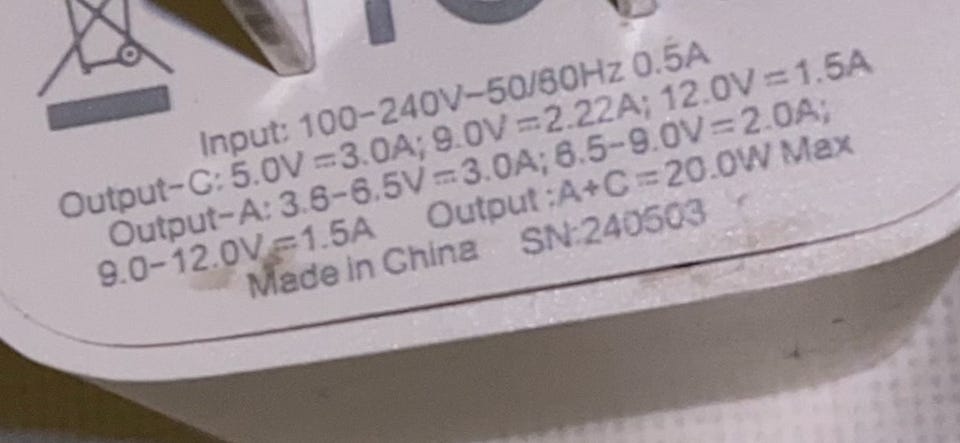 Input: 100-240V~50/60Hz 0.5A
Output-C: 5.0V=3.0A; 9.0V=2.22A; 12.0V=1.5A
Output-A: 3.6-6.5V=3.0A; 6.5-9.0V=2.0A;
9.0-12.0V=1.5A Output:A+C=20.0W Max
Made in China SN:240503